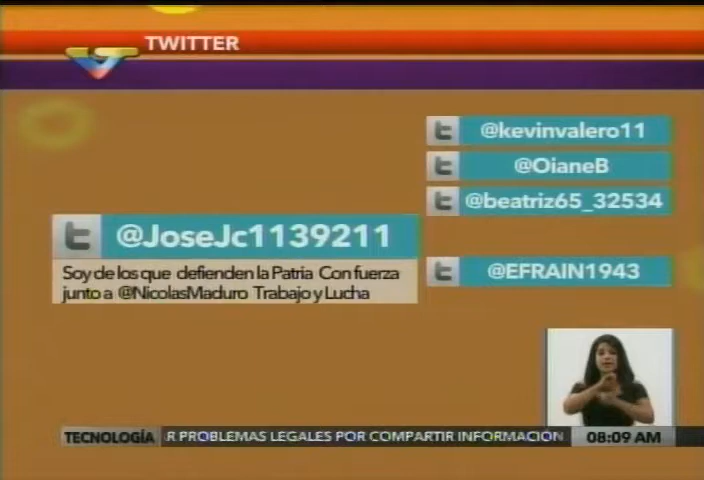 TWITTER
@kevinvalero11
@OianeB
@beatriz65_32534
@JoseJc1139211
Soy de los que defienden la Patria Con fuerza
junto a @NicolasMaduro Trabajo y Lucha
@EFRAIN1943
TECNOLOGÍA R PROBLEMAS LEGALES POR COMPARTIR INFORMACIÓN 08:09 AM